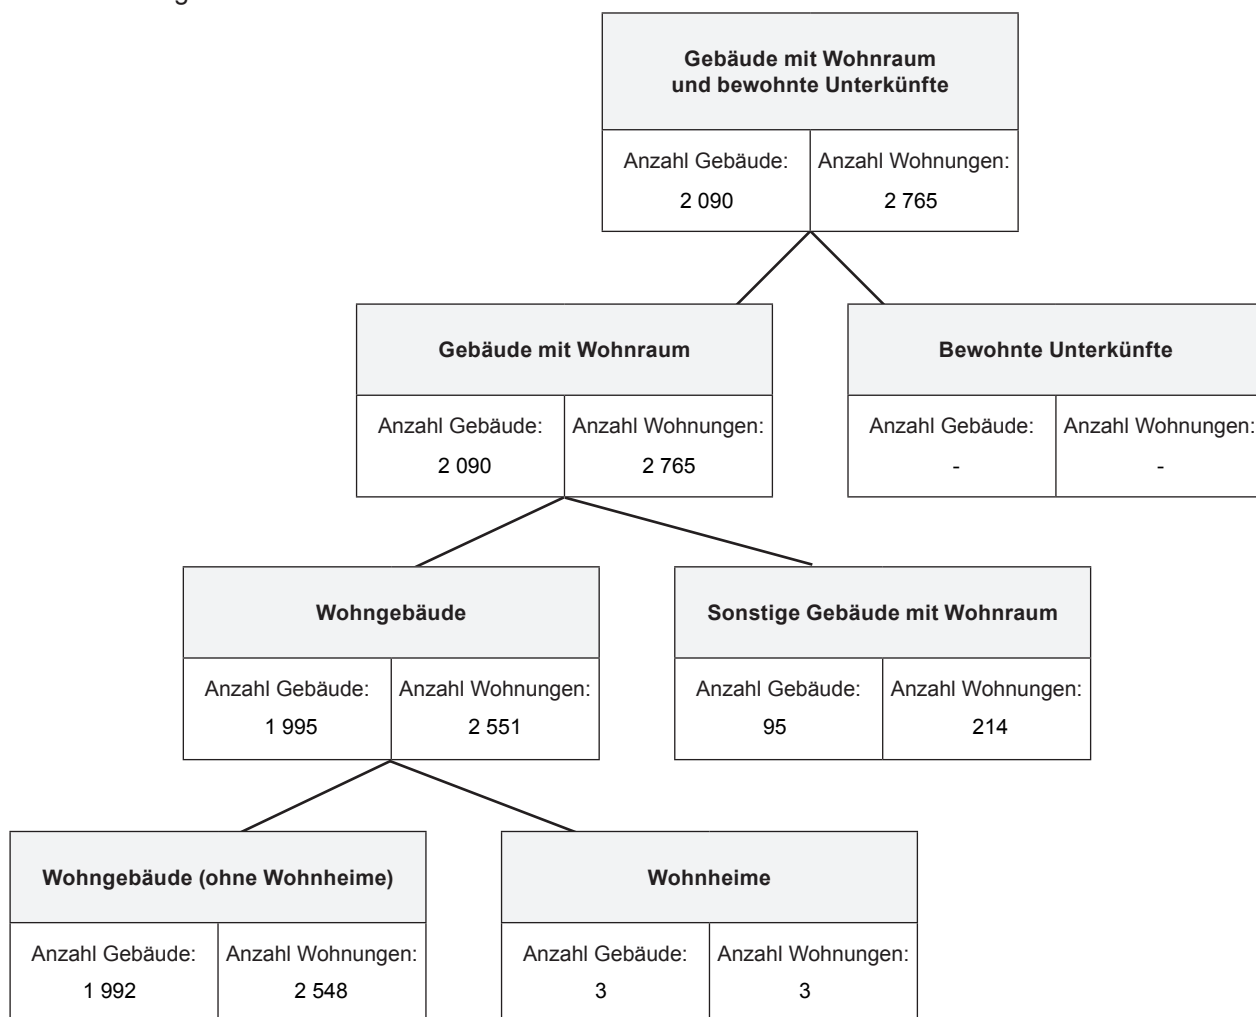 Gebäude mit Wohnraum
und bewohnte Unterkünfte
Anzahl Gebäude: Anzahl Wohnungen:
2 090 2 765
Gebäude mit Wohnraum
Anzahl Gebäude: Anzahl Wohnungen:
2 090 2 765
Bewohnte Unterkünfte
Anzahl Gebäude: Anzahl Wohnungen:
- -
Wohngebäude
Anzahl Gebäude: Anzahl Wohnungen:
1 995 2 551
Sonstige Gebäude mit Wohnraum
Anzahl Gebäude: Anzahl Wohnungen:
95 214
Wohngebäude (ohne Wohnheime)
Anzahl Gebäude: Anzahl Wohnungen:
1 992 2 548
Wohnheime
Anzahl Gebäude: Anzahl Wohnungen:
3 3